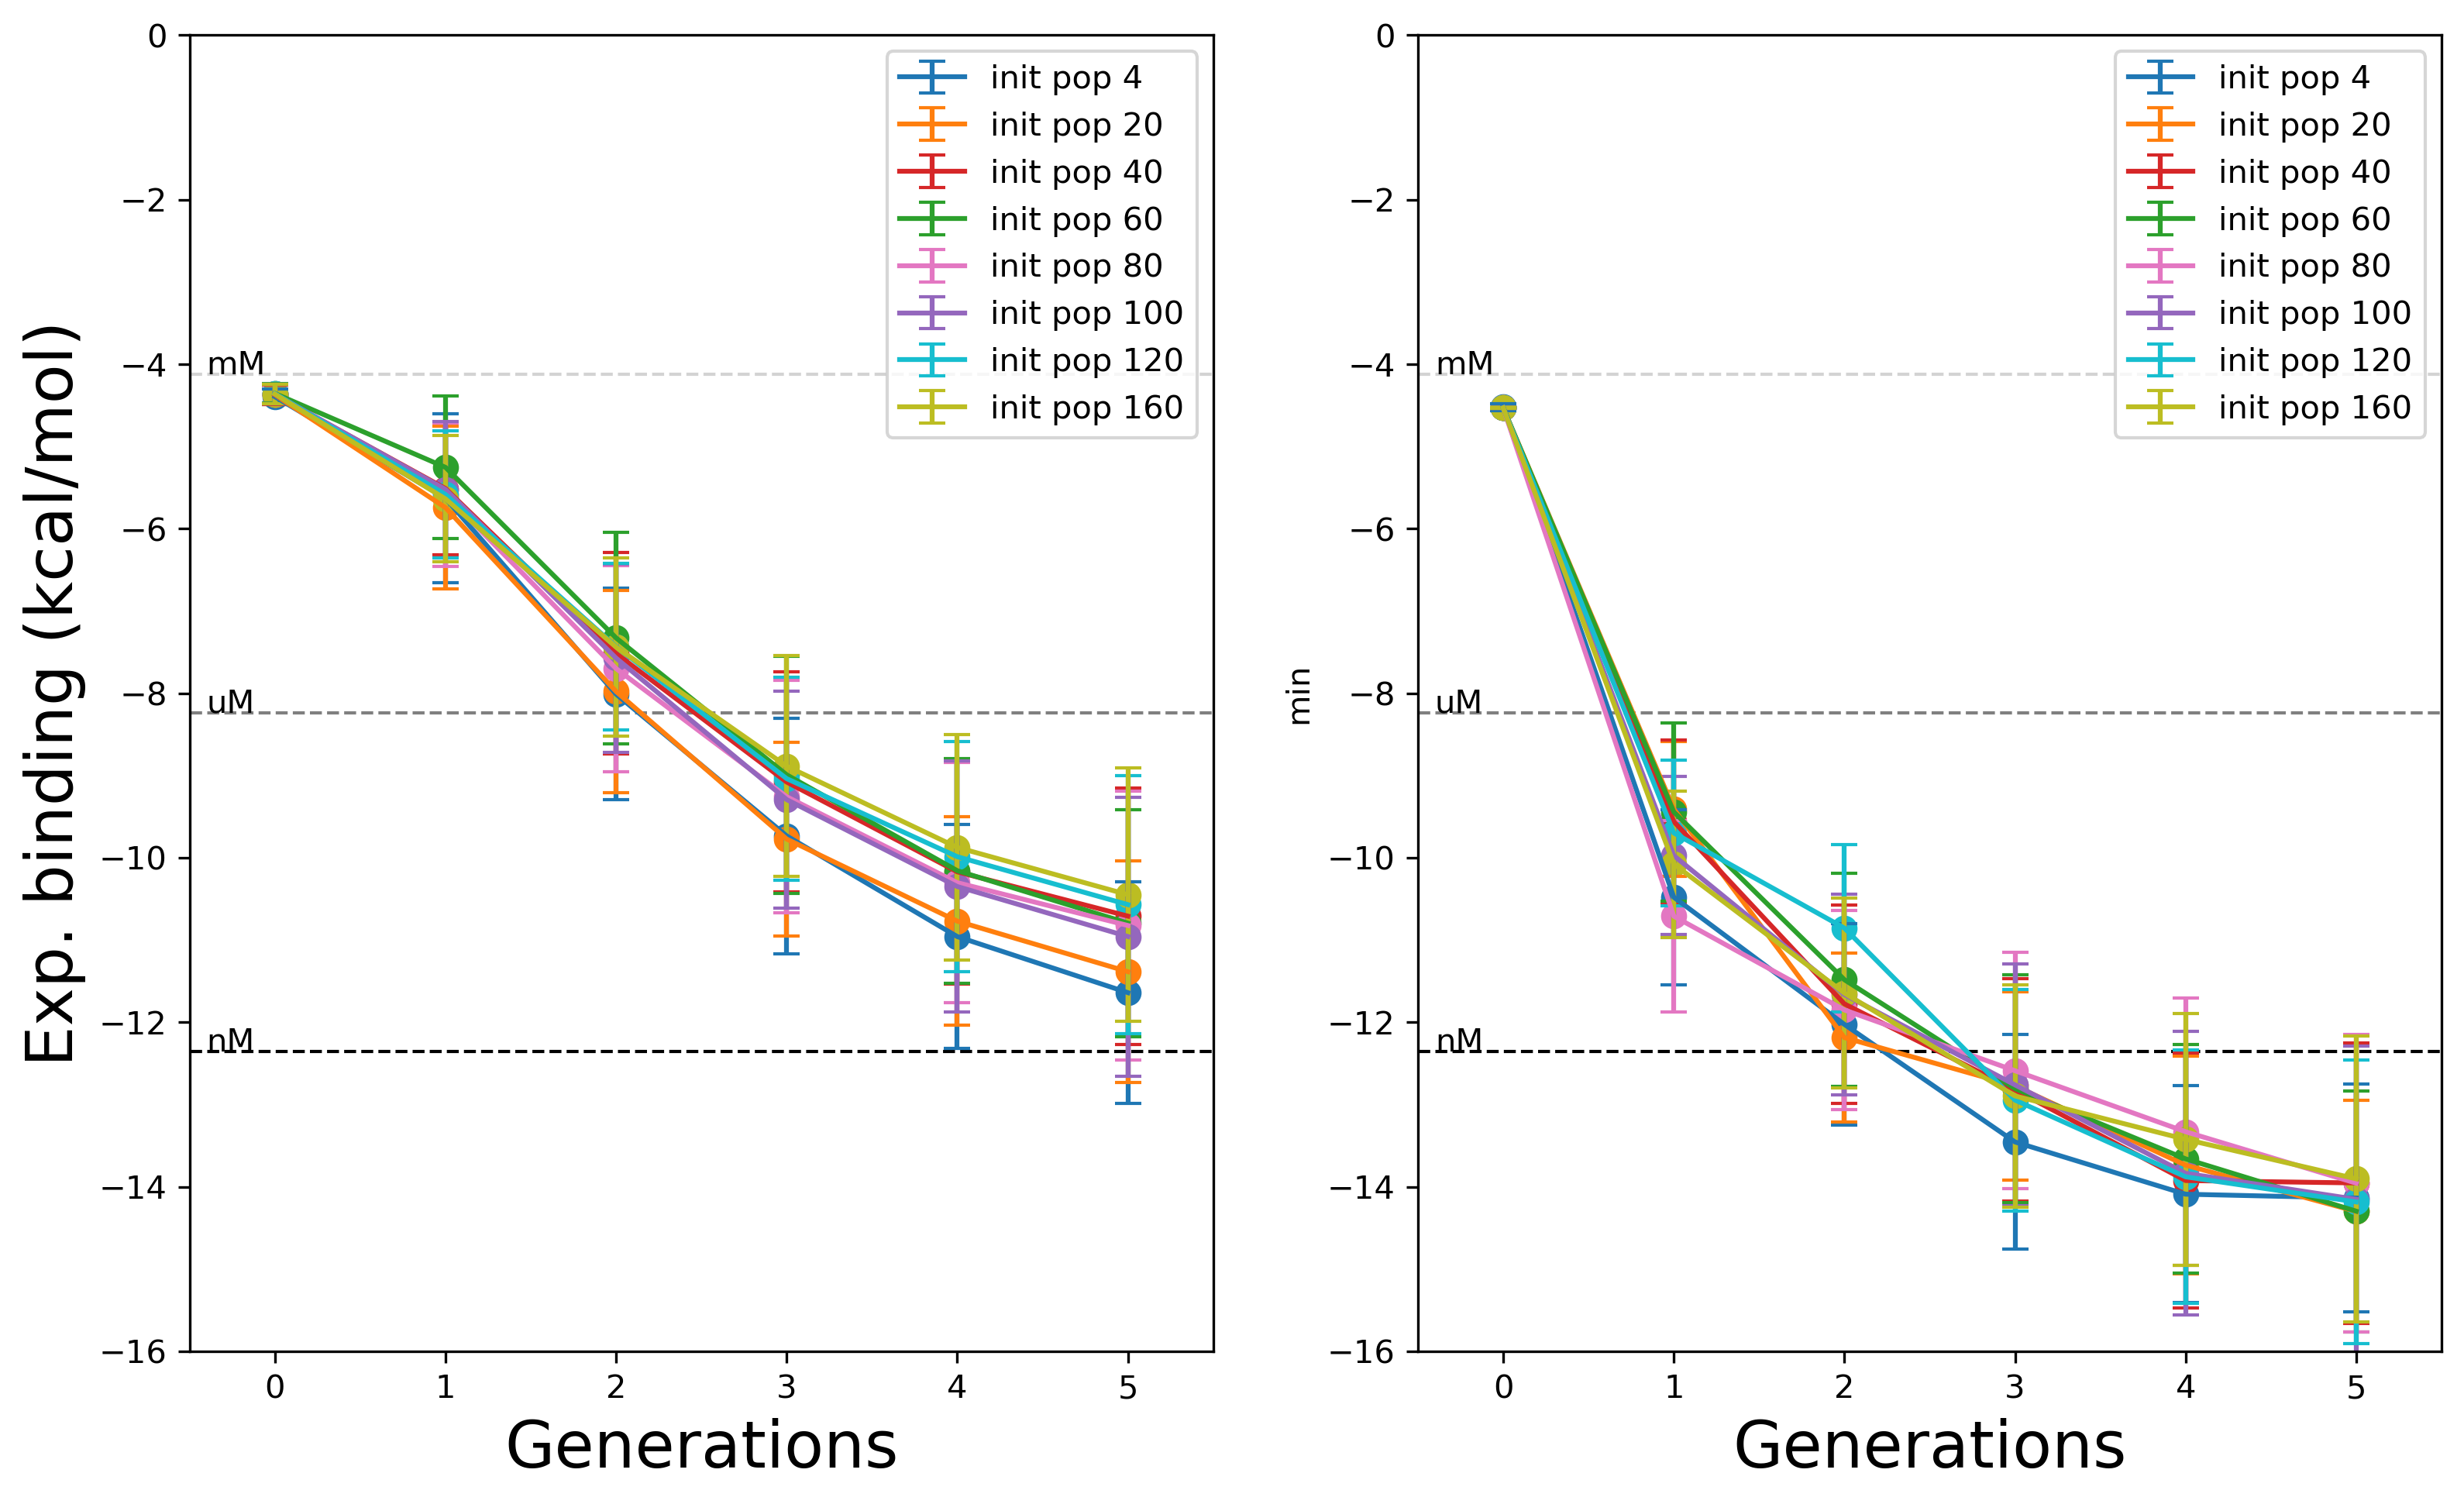 Exp. binding (kcal/mol)
0
−2
−4
−6
−8
−10
−12
−14
−16
mM
uM
nM
init pop 4
init pop 20
init pop 40
init pop 60
init pop 80
init pop 100
init pop 120
init pop 160
0 1 2 3 4 5
Generations
min
0
−2
−4
−6
−8
−10
−12
−14
−16
mM
uM
nM
init pop 4
init pop 20
init pop 40
init pop 60
init pop 80
init pop 100
init pop 120
init pop 160
0 1 2 3 4 5
Generations